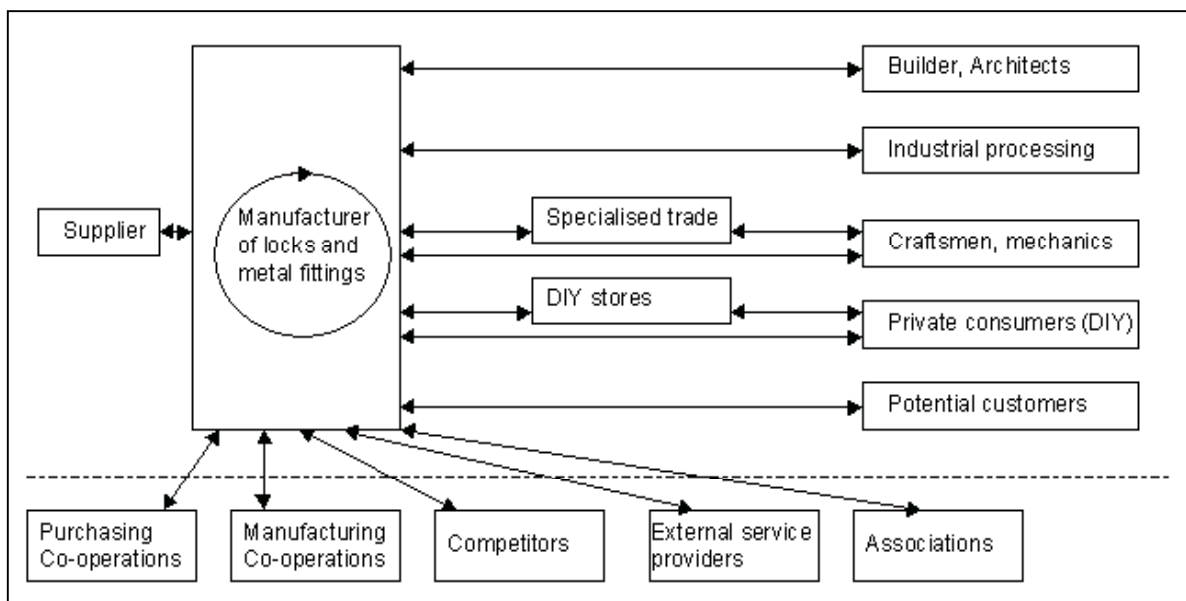 Builder, Architects
Industrial processing
Supplier
Manufacturer
of locks and
metal fittings
Specialised trade
Craftsmen, mechanics
DIY stores
Private consumers (DIY)
Potential customers
Purchasing
Co-operations
Manufacturing
Co-operations
Competitors
External service
providers
Associations